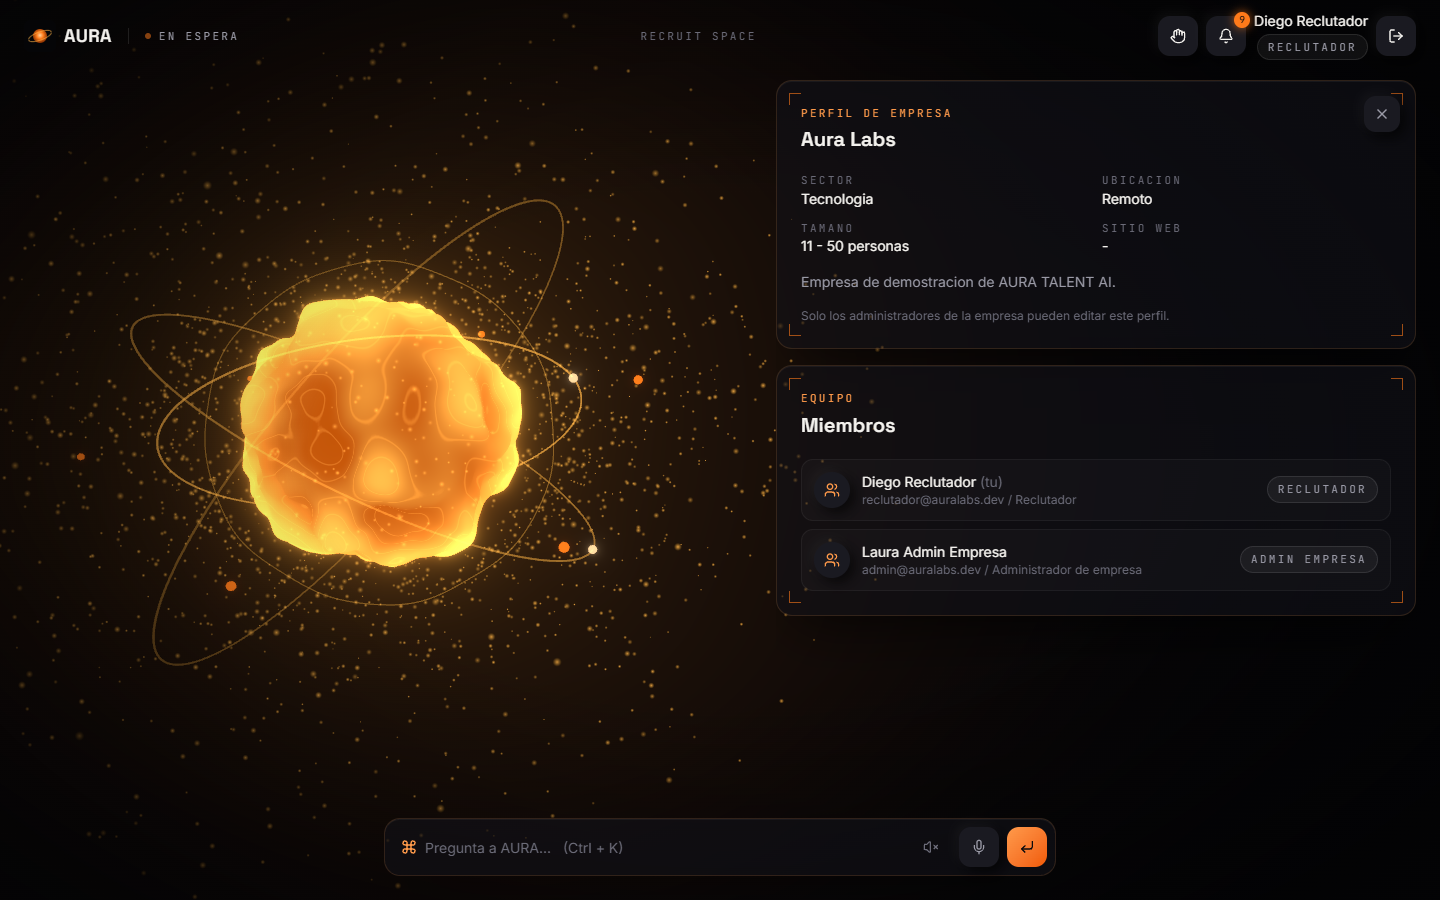 AURA
EN ESPERA
RECRUIT SPACE
9
Diego Reclutador
RECLUTADOR
PERFIL DE EMPRESA
Aura Labs
SECTOR
Tecnologia
UBICACION
Remoto
TAMANO
11 - 50 personas
SITIO WEB
-
Empresa de demostracion de AURA TALENT AI.
Solo los administradores de la empresa pueden editar este perfil.
EQUIPO
Miembros
Diego Reclutador (tu)
reclutador@auralabs.dev / Reclutador
RECLUTADOR
Laura Admin Empresa
admin@auralabs.dev / Administrador de empresa
ADMIN EMPRESA
⌘ Pregunta a AURA... (Ctrl + K)